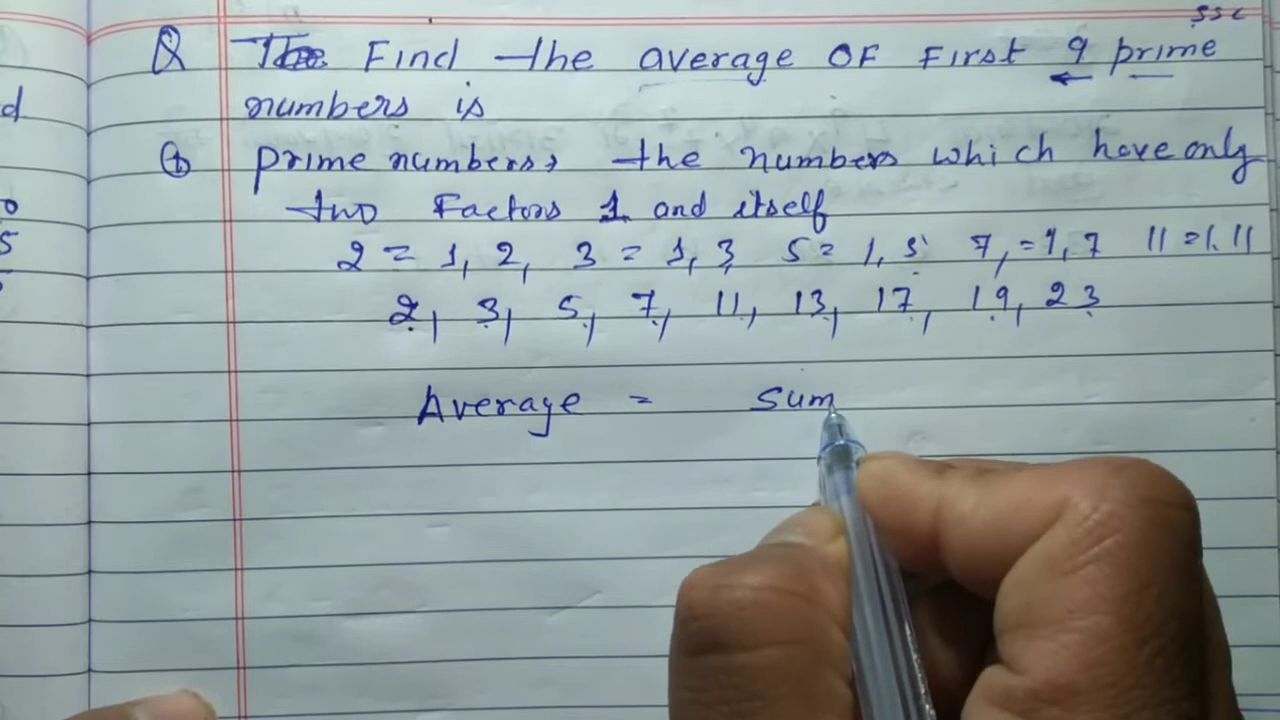 SSC
Q The Find the average OF First 9 prime
numbers is
prime numbers, the numbers which have only
two Factors 1 and itself
2 = 1, 2, 3 = 1, 3 5 = 1, 5 7, = 1, 7 11 = 1. 11
2, 3, 5, 7, 11, 13, 17, 19, 23
Average = Sum
d
5